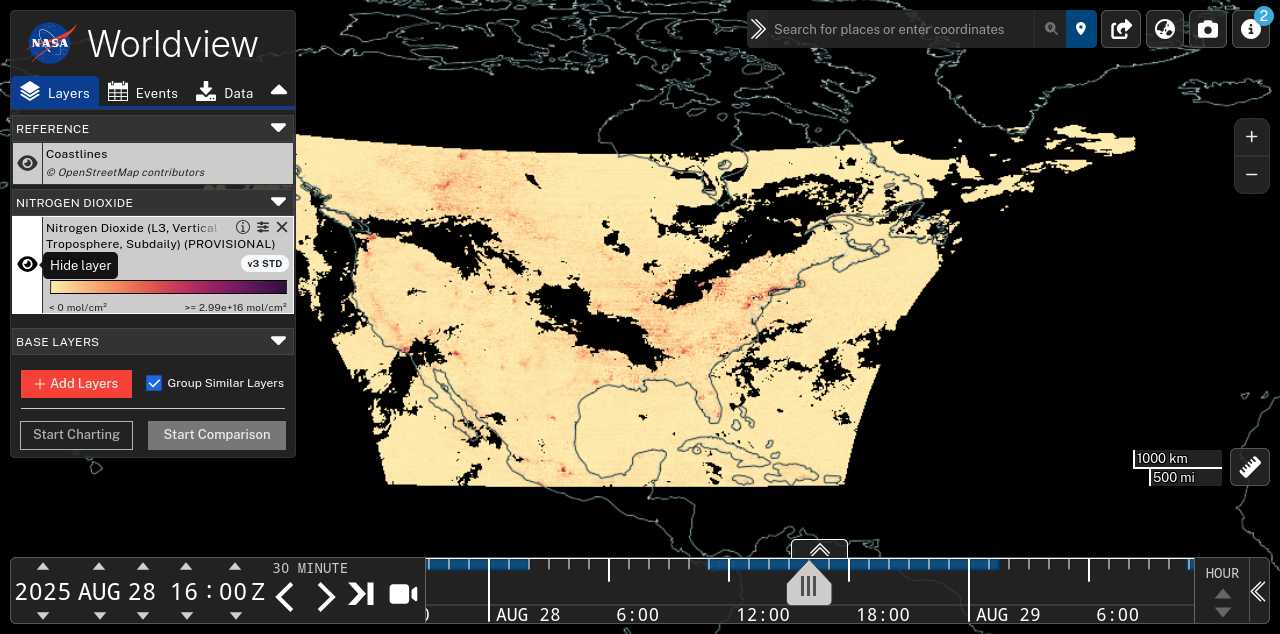 NASA
Worldview
Layers
Events
Data
REFERENCE
Coastlines
© OpenStreetMap contributors
NITROGEN DIOXIDE
Nitrogen Dioxide (L3, Vertical
Troposphere, Subdaily) (PROVISIONAL)
Hide layer
v3 STD
< 0 mol/cm²
>= 2.99e+16 mol/cm²
BASE LAYERS
+ Add Layers
Group Similar Layers
Start Charting
Start Comparison
Search for places or enter coordinates
2
+
−
1000 km
500 mi
2025 AUG 28 16 : 00 Z
30 MINUTE
AUG 28
6:00
12:00
18:00
AUG 29
6:00
HOUR